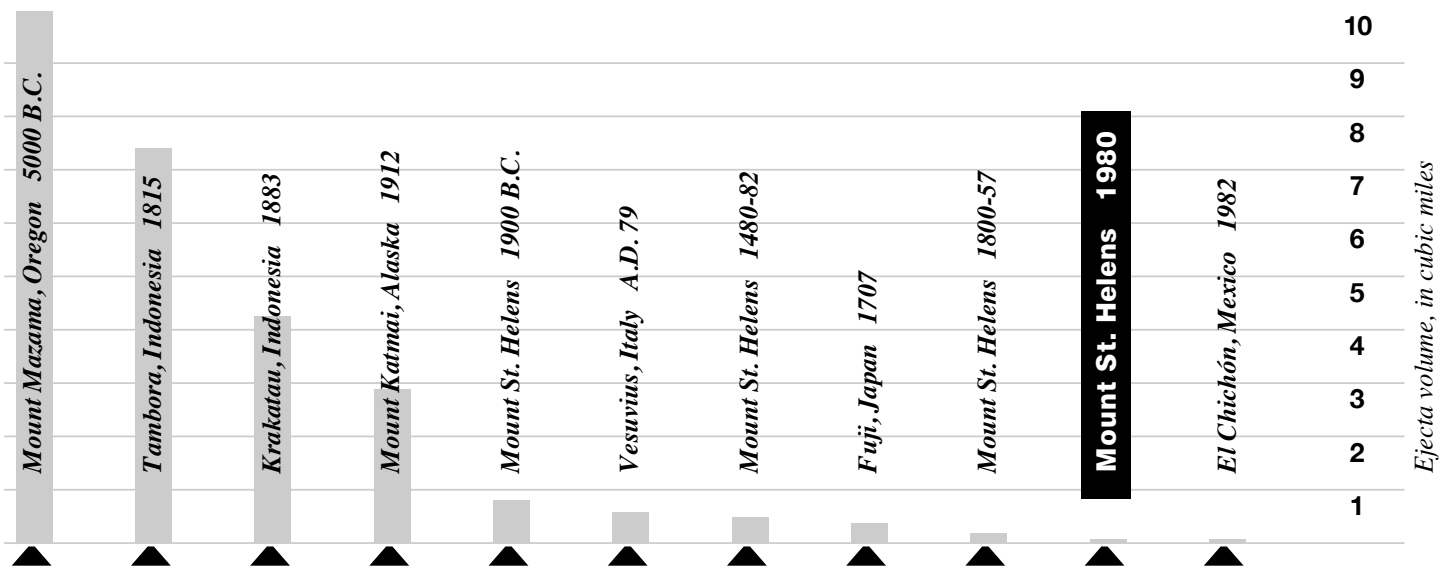 Mount Mazama, Oregon 5000 B.C.
Tambora, Indonesia 1815
Krakatau, Indonesia 1883
Mount Katmai, Alaska 1912
Mount St. Helens 1900 B.C.
Vesuvius, Italy A.D. 79
Mount St. Helens 1480-82
Fuji, Japan 1707
Mount St. Helens 1800-57
Mount St. Helens 1980
El Chichón, Mexico 1982
10
9
8
7
6
5
4
3
2
1
Ejecta volume, in cubic miles